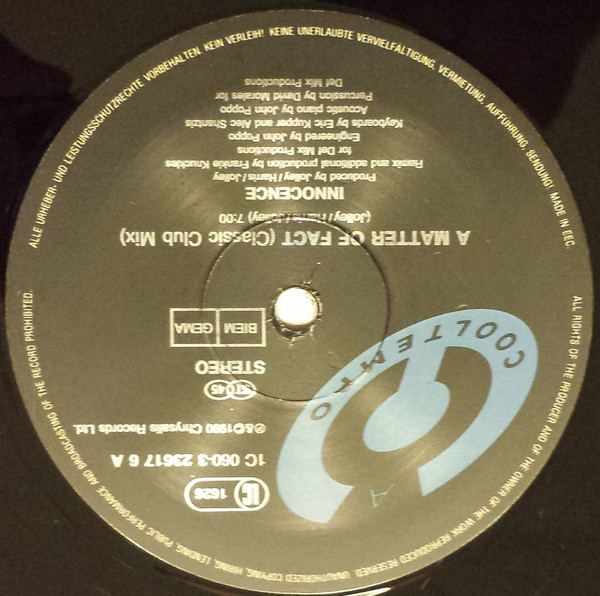 LC 1626
1C 060-3 23617 6 A
℗&©1990 Chrysalis Records Ltd.
ST 45
STEREO
BIEM GEMA
COOLTEMPO
A MATTER OF FACT (Classic Club Mix)
(Jolley/Harris/Jolley) 7:00
INNOCENCE
Produced by Jolley/Harris/Jolley
Remix and additional production by Frankie Knuckles
for Def Mix Productions
Engineered by John Poppo
Keyboards by Eric Kupper and Alec Shantzis
Acoustic piano by John Poppo
Percussion by David Morales for
Def Mix Productions
ALL RIGHTS OF THE PRODUCER AND OF THE OWNER OF THE WORK REPRODUCED RESERVED. UNAUTHORIZED COPYING, HIRING, LENDING, PUBLIC PERFORMANCE AND BROADCASTING OF THE RECORD PROHIBITED.
ALLE URHEBER- UND LEISTUNGSSCHUTZRECHTE VORBEHALTEN. KEIN VERLEIH! KEINE UNERLAUBTE VERVIELFÄLTIGUNG, VERMIETUNG, AUFFÜHRUNG, SENDUNG! MADE IN EEC.